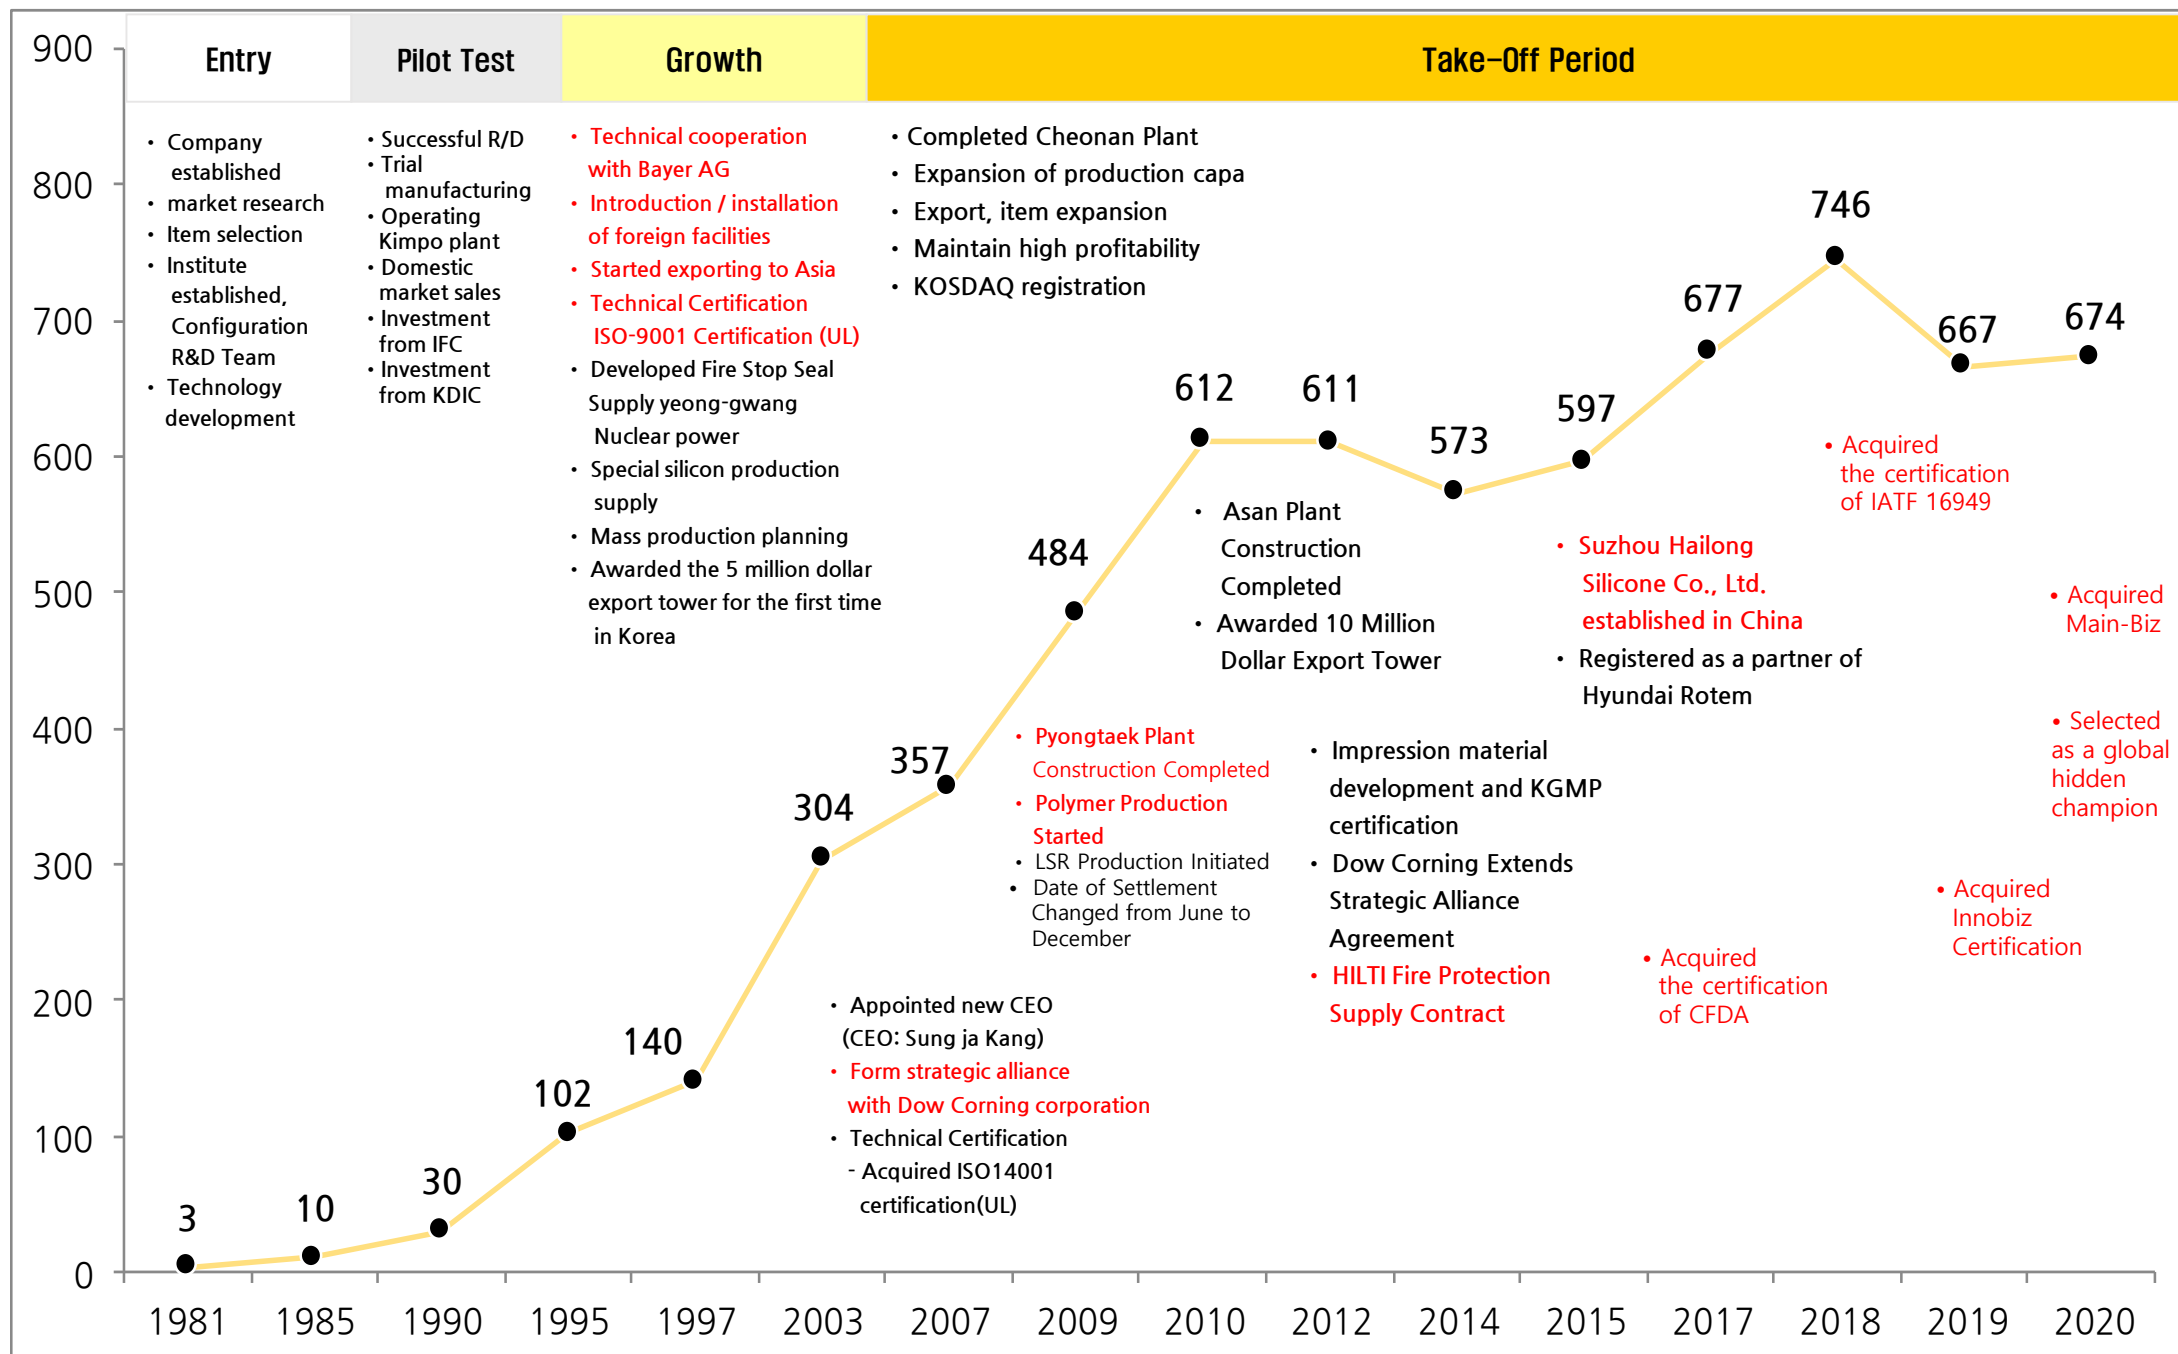 Entry
Pilot Test
Growth
Take-Off Period
900
800
700
600
500
400
300
200
100
0
• Company
established
• market research
• Item selection
• Institute
established,
Configuration
R&D Team
• Technology
development
• Successful R/D
• Trial
manufacturing
• Operating
Kimpo plant
• Domestic
market sales
• Investment
from IFC
• Investment
from KDIC
• Technical cooperation
with Bayer AG
• Introduction / installation
of foreign facilities
• Started exporting to Asia
• Technical Certification
ISO-9001 Certification (UL)
• Developed Fire Stop Seal
Supply yeong-gwang
Nuclear power
• Special silicon production
supply
• Mass production planning
• Awarded the 5 million dollar
export tower for the first time
in Korea
• Completed Cheonan Plant
• Expansion of production capa
• Export, item expansion
• Maintain high profitability
• KOSDAQ registration
3
10
30
102
140
304
357
484
612
611
573
597
677
746
667
674
• Appointed new CEO
(CEO: Sung ja Kang)
• Form strategic alliance
with Dow Corning corporation
• Technical Certification
- Acquired ISO14001
certification(UL)
• Pyongtaek Plant
Construction Completed
• Polymer Production
Started
• LSR Production Initiated
• Date of Settlement
Changed from June to
December
• Asan Plant
Construction
Completed
• Awarded 10 Million
Dollar Export Tower
• Impression material
development and KGMP
certification
• Dow Corning Extends
Strategic Alliance
Agreement
• HILTI Fire Protection
Supply Contract
• Suzhou Hailong
Silicone Co., Ltd.
established in China
• Registered as a partner of
Hyundai Rotem
• Acquired
the certification
of CFDA
• Acquired
the certification
of IATF 16949
• Acquired
Innobiz
Certification
• Acquired
Main-Biz
• Selected
as a global
hidden
champion
1981
1985
1990
1995
1997
2003
2007
2009
2010
2012
2014
2015
2017
2018
2019
2020